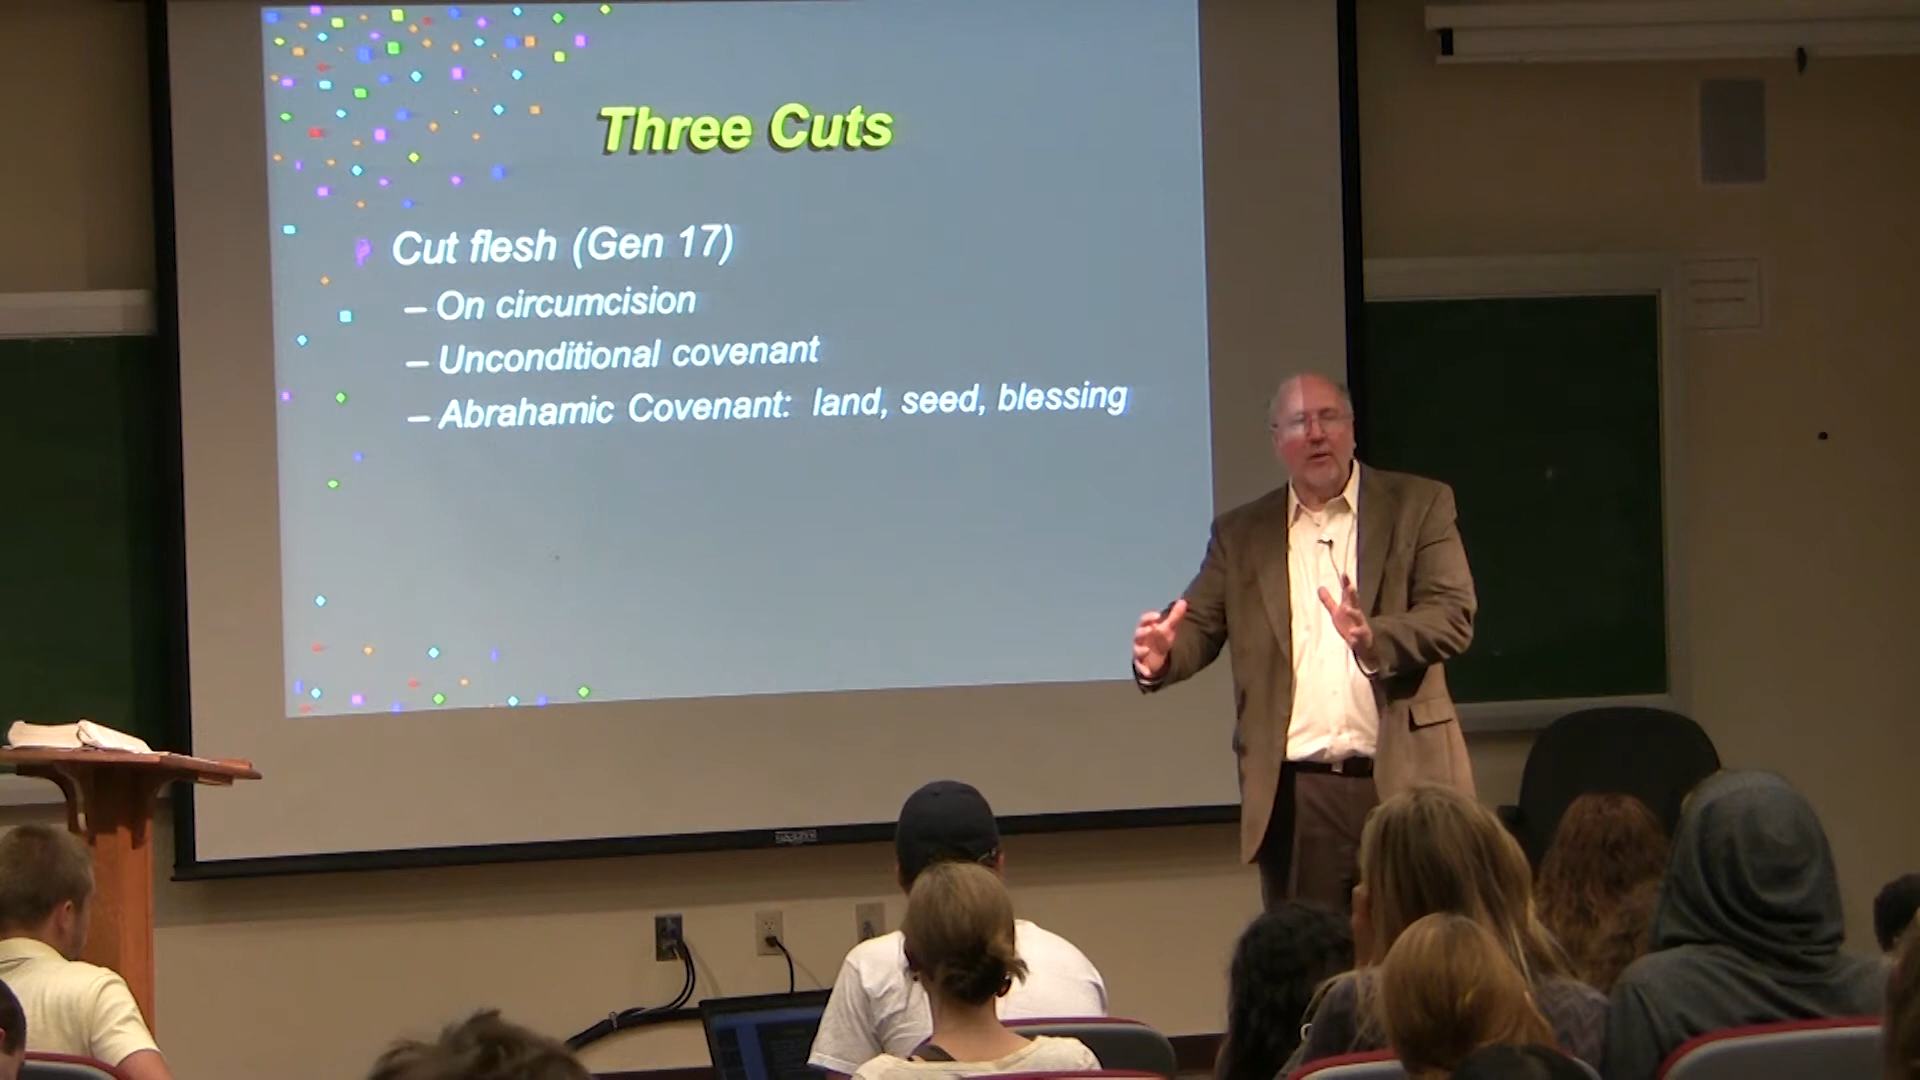 Three Cuts
Cut flesh (Gen 17)
– On circumcision
– Unconditional covenant
– Abrahamic Covenant: land, seed, blessing